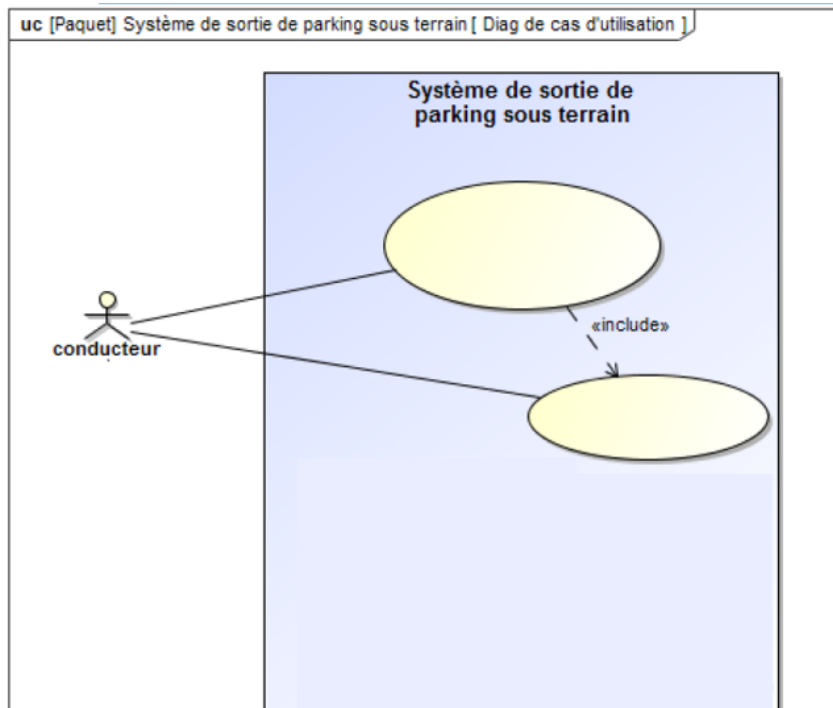 uc [Paquet] Système de sortie de parking sous terrain [ Diag de cas d'utilisation ]
Système de sortie de
parking sous terrain
«include»
conducteur